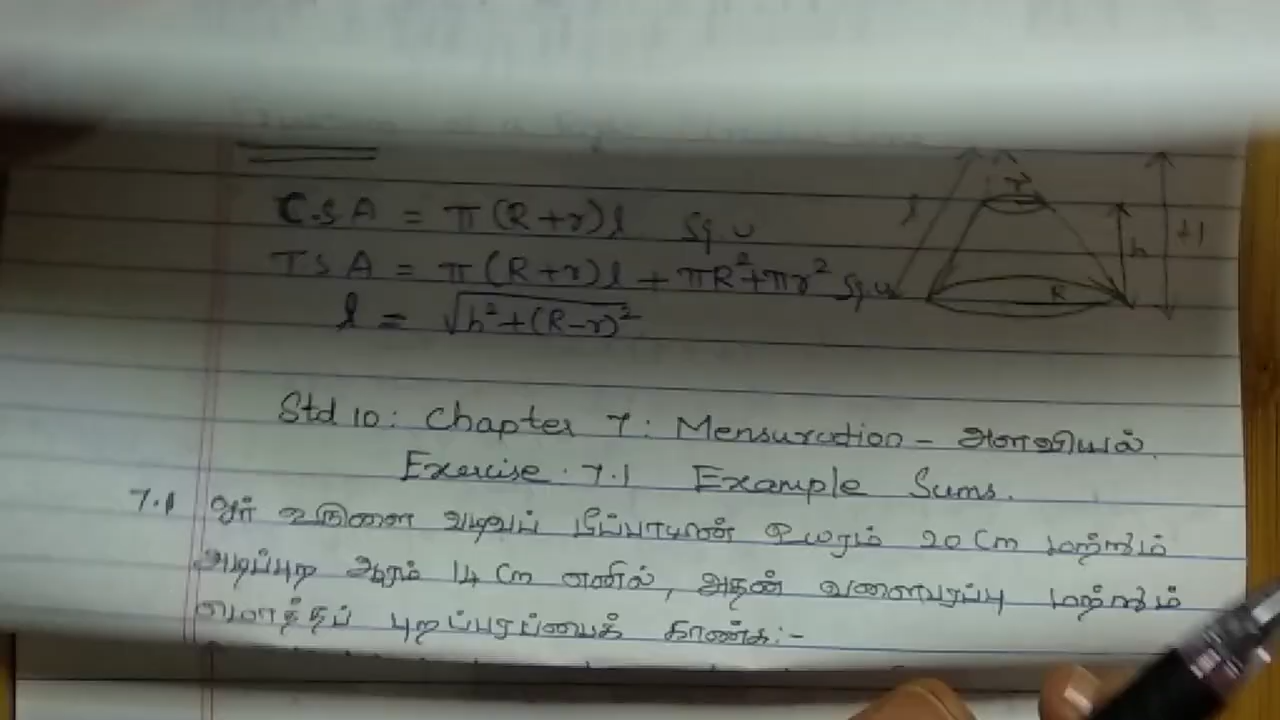 C.S A = π(R+r)l sq.u
TSA = π(R+r)l + πR²+πr² sq.u
l = √h²+(R-r)²
r
l
h
H
R
Std 10: Chapter 7: Mensuration - அளவியல்.
Exercise. 7.1 Example Sums.
7.1 ஓர் உருளை வடிவப் பீப்பாயின் உயரம் 20 Cm மற்றும்
அடிப்புற ஆரம் 14 Cm எனில், அதன் வளைபரப்பு மற்றும்
மொத்தப் புறப்பரப்பைக் காண்க:-